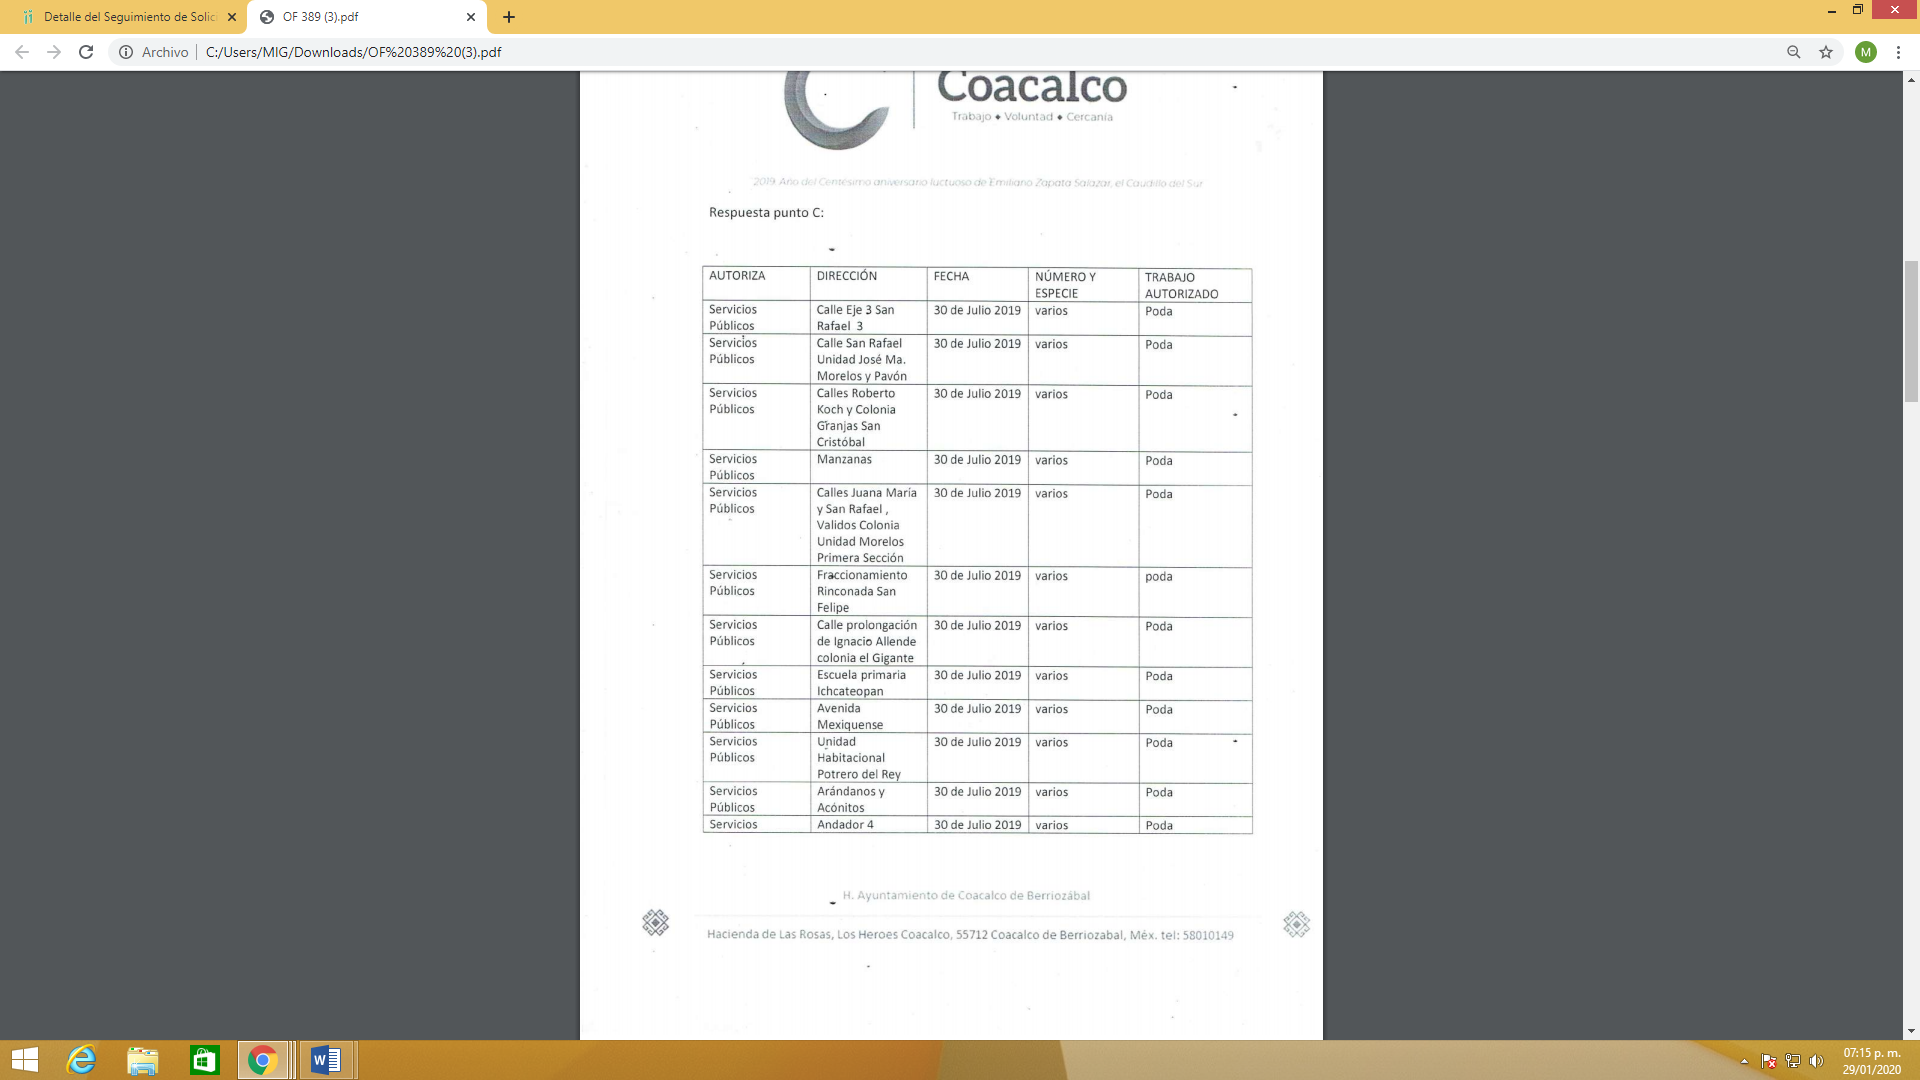 Detalle del Seguimiento de Solici
OF 389 (3).pdf
Archivo
C:/Users/MIG/Downloads/OF%20389%20(3).pdf
M
Coacalco
Trabajo ♦ Voluntad ♦ Cercanía
2019. Año del Centésimo aniversario luctuoso de Emiliano Zapata Salazar, el Caudillo del Sur
Respuesta punto C:
AUTORIZA DIRECCIÓN FECHA NÚMERO Y TRABAJO
ESPECIE AUTORIZADO
Servicios Calle Eje 3 San 30 de Julio 2019 varios Poda
Públicos Rafael 3
Servicios Calle San Rafael 30 de Julio 2019 varios Poda
Públicos Unidad José Ma.
Morelos y Pavón
Servicios Calles Roberto 30 de Julio 2019 varios Poda
Públicos Koch y Colonia
Granjas San
Cristóbal
Servicios Manzanas 30 de Julio 2019 varios Poda
Públicos
Servicios Calles Juana María 30 de Julio 2019 varios Poda
Públicos y San Rafael ,
Validos Colonia
Unidad Morelos
Primera Sección
Servicios Fraccionamiento 30 de Julio 2019 varios poda
Públicos Rinconada San
Felipe
Servicios Calle prolongación 30 de Julio 2019 varios Poda
Públicos de Ignacio Allende
colonia el Gigante
Servicios Escuela primaria 30 de Julio 2019 varios Poda
Públicos Ichcateopan
Servicios Avenida 30 de Julio 2019 varios Poda
Públicos Mexiquense
Servicios Unidad 30 de Julio 2019 varios Poda
Públicos Habitacional
Potrero del Rey
Servicios Arándanos y 30 de Julio 2019 varios Poda
Públicos Acónitos
Servicios Andador 4 30 de Julio 2019 varios Poda
H. Ayuntamiento de Coacalco de Berriozábal
Hacienda de Las Rosas, Los Heroes Coacalco, 55712 Coacalco de Berriozabal, Méx. tel: 58010149
07:15 p. m.
29/01/2020